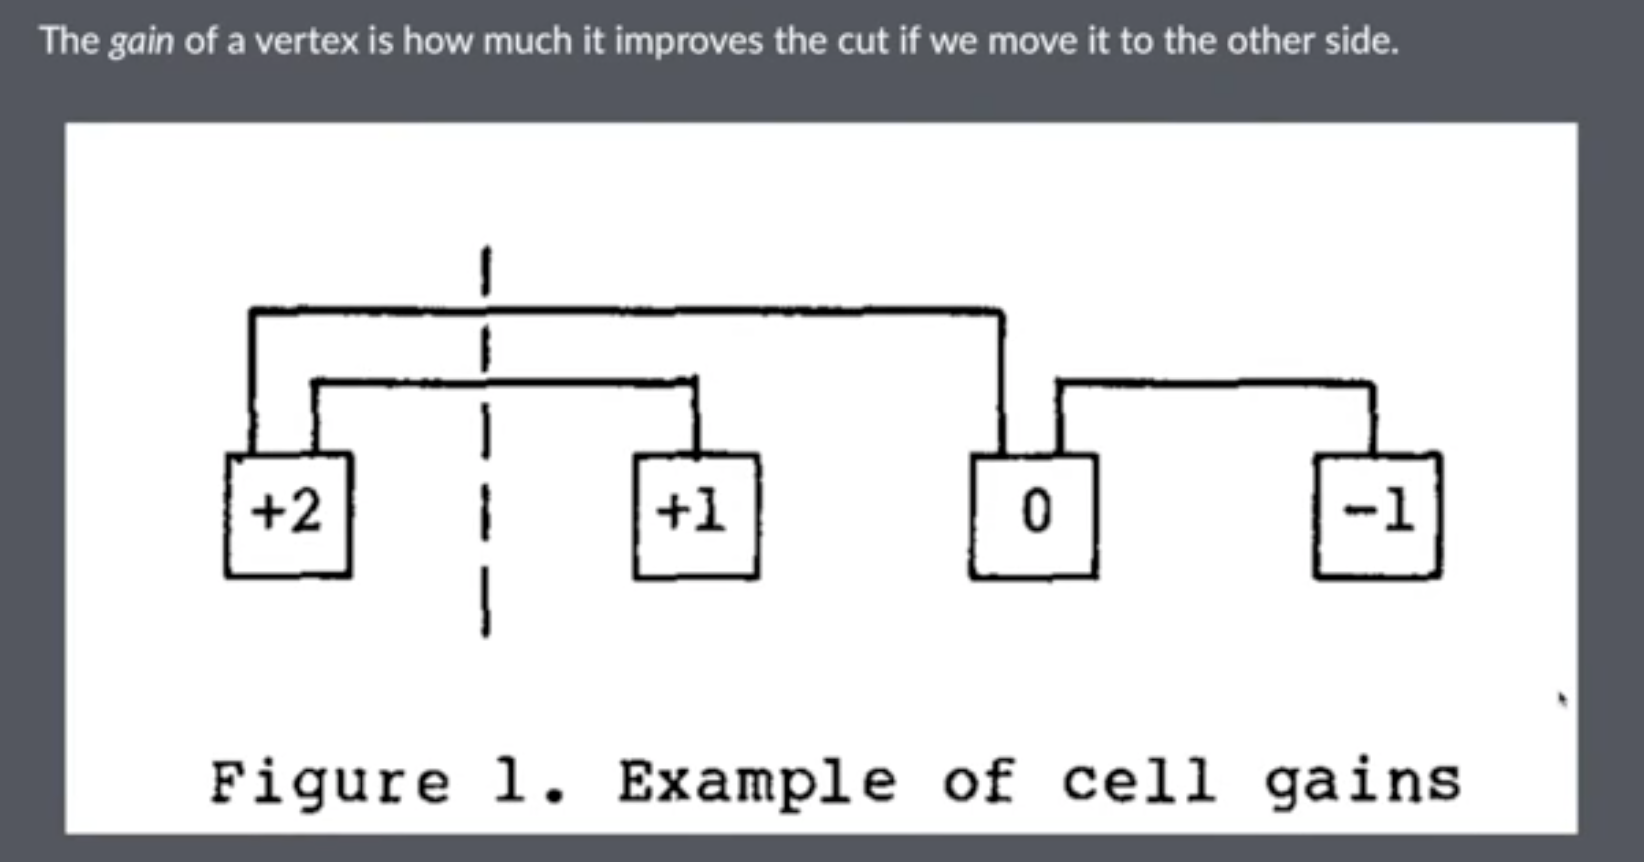 The gain of a vertex is how much it improves the cut if we move it to the other side.
+2 +1 0 -1
Figure 1. Example of cell gains